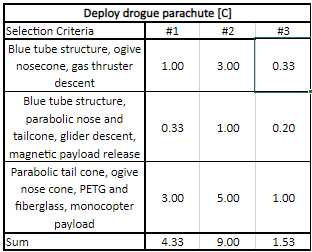 Deploy drogue parachute [C]
Selection Criteria #1 #2 #3
Blue tube structure, ogive
nosecone, gas thruster
descent
1.00 3.00 0.33
Blue tube structure,
parabolic nose and
tailcone, glider descent,
magnetic payload release
0.33 1.00 0.20
Parabolic tail cone, ogive
nose cone, PETG and
fiberglass, monocopter
payload
3.00 5.00 1.00
Sum 4.33 9.00 1.53